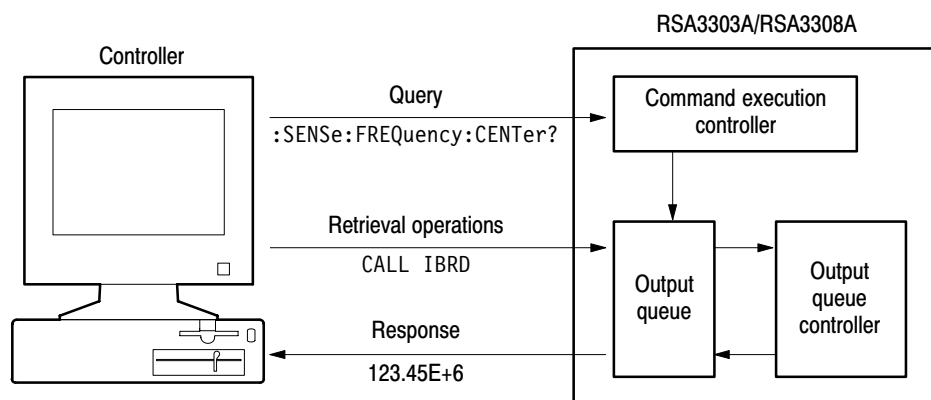 RSA3303A/RSA3308A
Controller
Query
:SENSe:FREQuency:CENTer?
Command execution
controller
Retrieval operations
CALL IBRD
Output
queue
Output
queue
controller
Response
123.45E+6